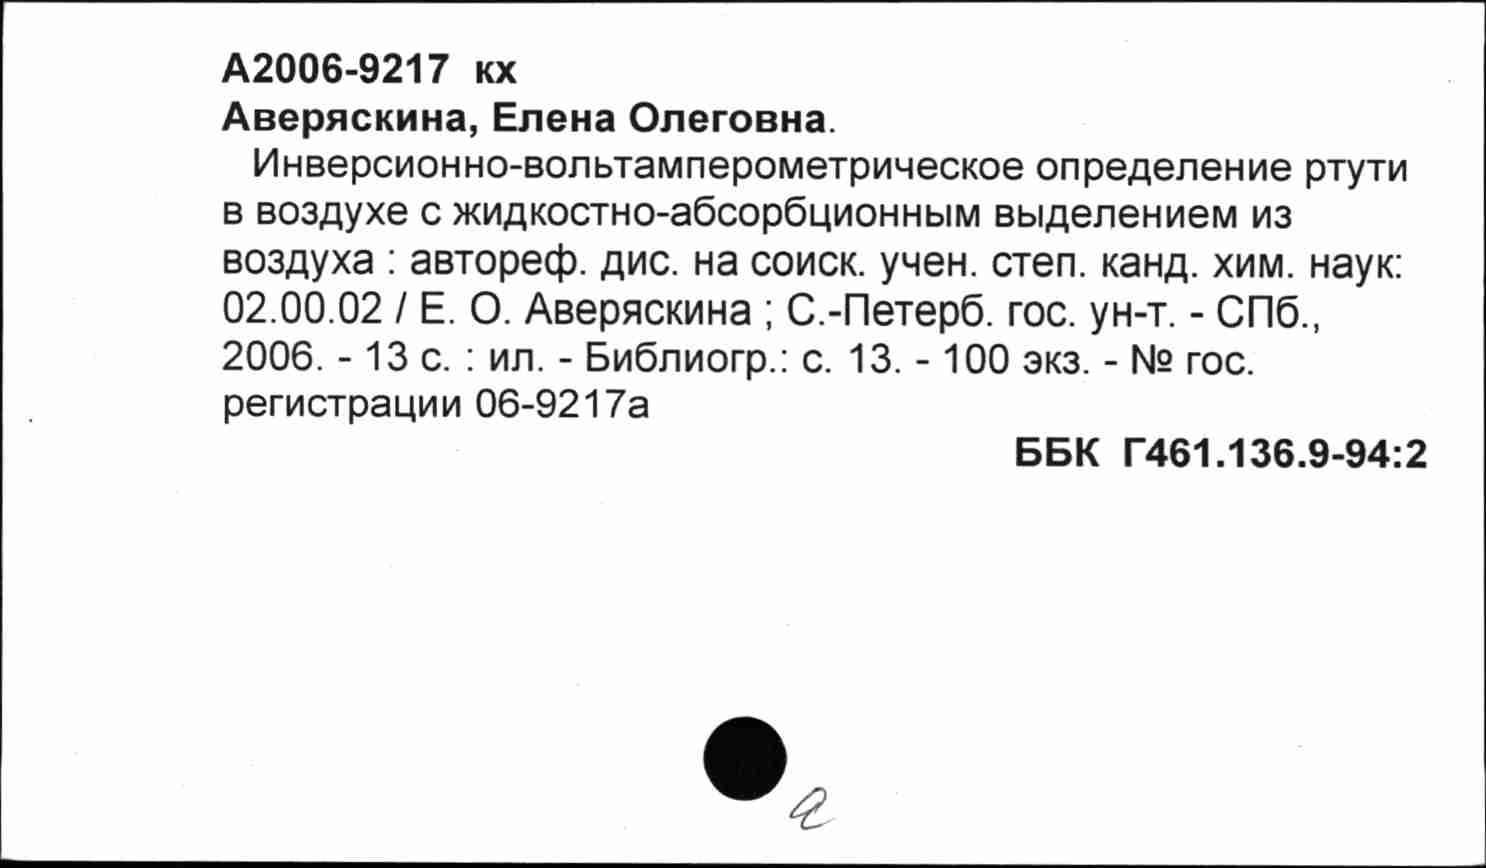 А2006-9217 кх
Аверяскина, Елена Олеговна.
Инверсионно-вольтамперометрическое определение ртути
в воздухе с жидкостно-абсорбционным выделением из
воздуха : автореф. дис. на соиск. учен. степ. канд. хим. наук:
02.00.02 / Е. О. Аверяскина ; С.-Петерб. гос. ун-т. - СПб.,
2006. - 13 с. : ил. - Библиогр.: с. 13. - 100 экз. - № гос.
регистрации 06-9217а
ББК Г461.136.9-94:2